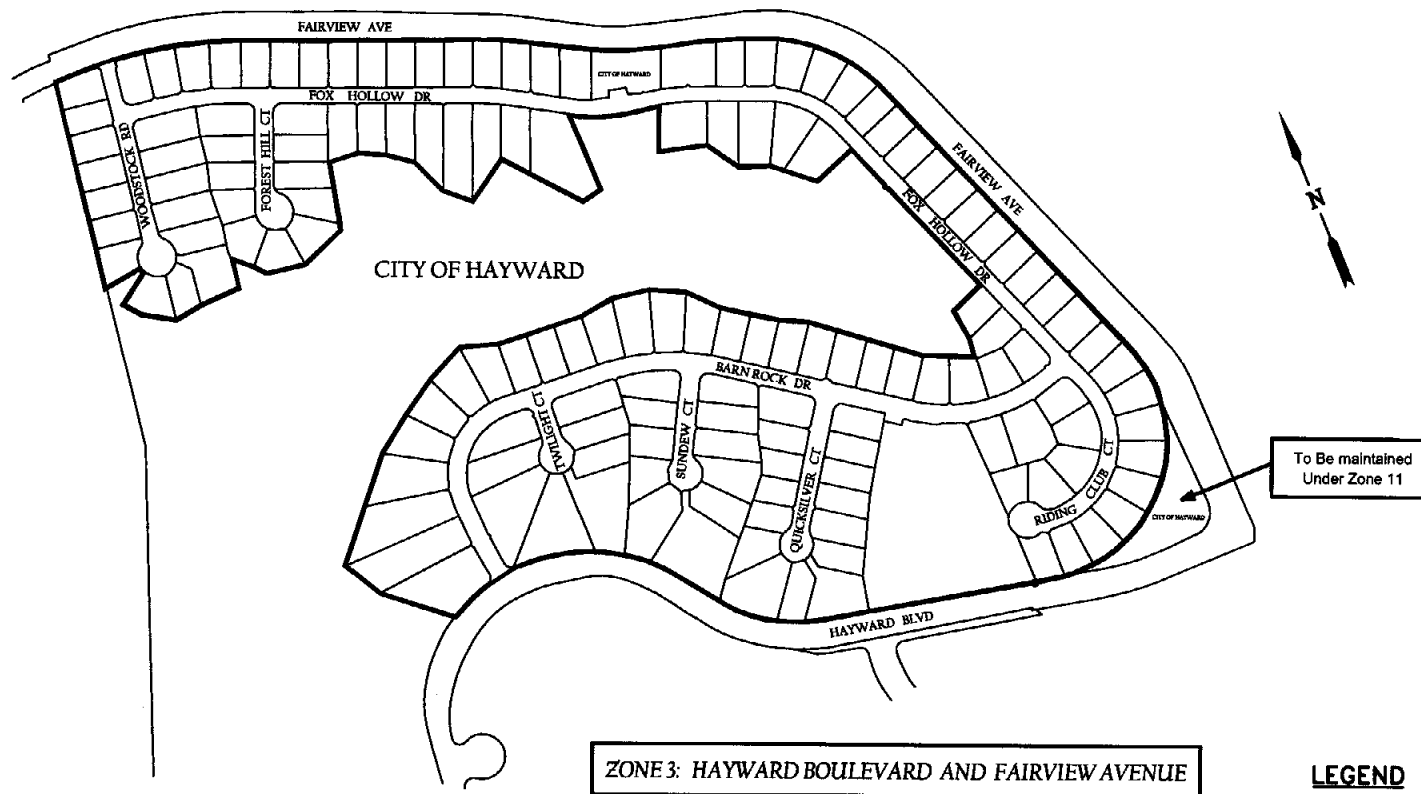 FAIRVIEW AVE
CITY OF HAYWARD
FOX HOLLOW DR
WOODSTOCK RD
FOREST HILL CT
FAIRVIEW AVE
FOX HOLLOW DR
N
CITY OF HAYWARD
BARN ROCK DR
TWILIGHT CT
SUNDEW CT
QUICKSILVER CT
RIDING CLUB CT
To Be maintained
Under Zone 11
CITY OF HAYWARD
HAYWARD BLVD
ZONE 3: HAYWARD BOULEVARD AND FAIRVIEW AVENUE
LEGEND